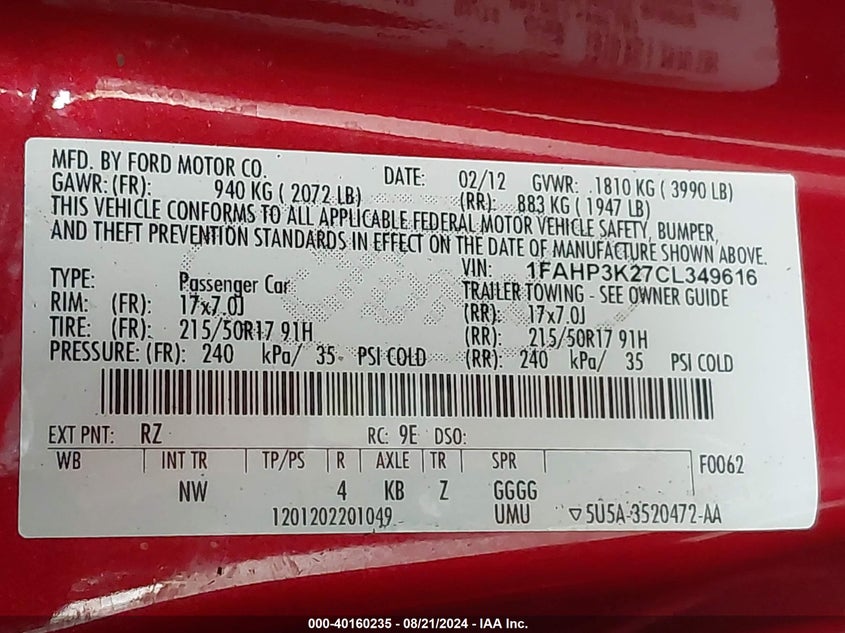 MFD. BY FORD MOTOR CO. DATE: 02/12 GVWR: 1810 KG ( 3990 LB)
GAWR: (FR): 940 KG ( 2072 LB) (RR): 883 KG ( 1947 LB)
THIS VEHICLE CONFORMS TO ALL APPLICABLE FEDERAL MOTOR VEHICLE SAFETY, BUMPER,
AND THEFT PREVENTION STANDARDS IN EFFECT ON THE DATE OF MANUFACTURE SHOWN ABOVE.
VIN: 1FAHP3K27CL349616
TYPE: Passenger Car TRAILER TOWING - SEE OWNER GUIDE
RIM: (FR): 17x7.0J (RR): 17x7.0J
TIRE: (FR): 215/50R17 91H (RR): 215/50R17 91H
PRESSURE: (FR): 240 kPa/ 35 PSI COLD (RR): 240 kPa/ 35 PSI COLD
EXT PNT: RZ RC: 9E DSO:
WB INT TR TP/PS R AXLE TR SPR F0062
NW 4 KB Z GGGG
1201202201049 UMU ▽5U5A-3520472-AA
000-40160235 - 08/21/2024 - IAA Inc.